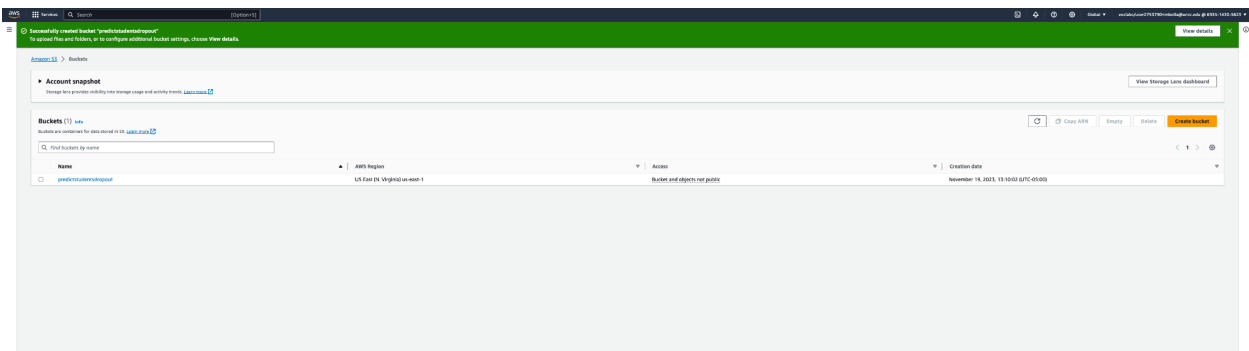 aws Services Search [Option+S] Global
Successfully created bucket "predictstudentsdropout"
To upload files and folders, or to configure additional bucket settings, choose View details.
View details
Amazon S3 > Buckets
Account snapshot
Storage lens provides visibility into storage usage and activity trends. Learn more
View Storage Lens dashboard
Buckets (1) Info
Buckets are containers for data stored in S3. Learn more
Copy ARN Empty Delete Create bucket
Find buckets by name
1
Name AWS Region Access Creation date
predictstudentsdropout US East (N. Virginia) us-east-1 Bucket and objects not public November 19, 2023, 13:10:02 (UTC-05:00)